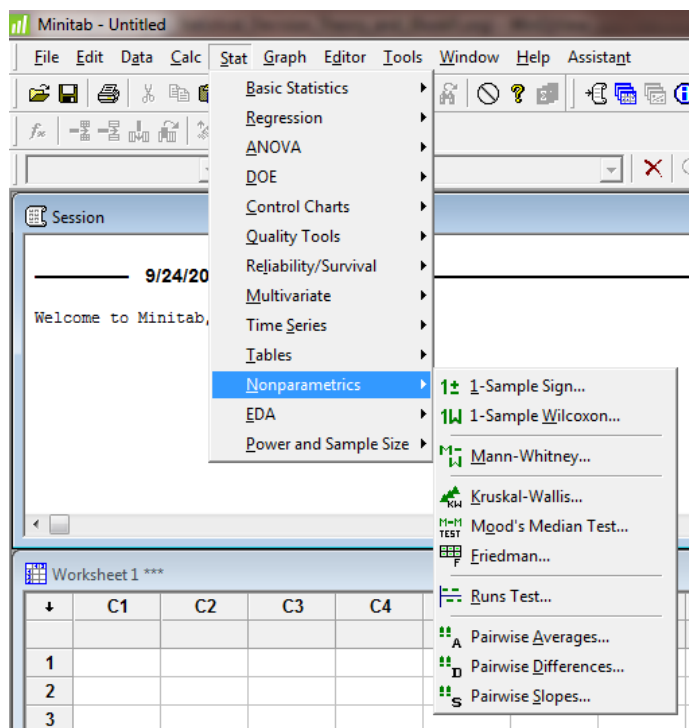 Minitab - Untitled
File Edit Data Calc Stat Graph Editor Tools Window Help Assistant
Basic Statistics
Regression
ANOVA
DOE
Control Charts
Quality Tools
Reliability/Survival
Multivariate
Time Series
Tables
Nonparametrics
EDA
Power and Sample Size
1-Sample Sign...
1-Sample Wilcoxon...
Mann-Whitney...
Kruskal-Wallis...
Mood's Median Test...
Friedman...
Runs Test...
Pairwise Averages...
Pairwise Differences...
Pairwise Slopes...
Session
9/24/20
Welcome to Minitab,
Worksheet 1 ***
C1 C2 C3 C4
1
2
3